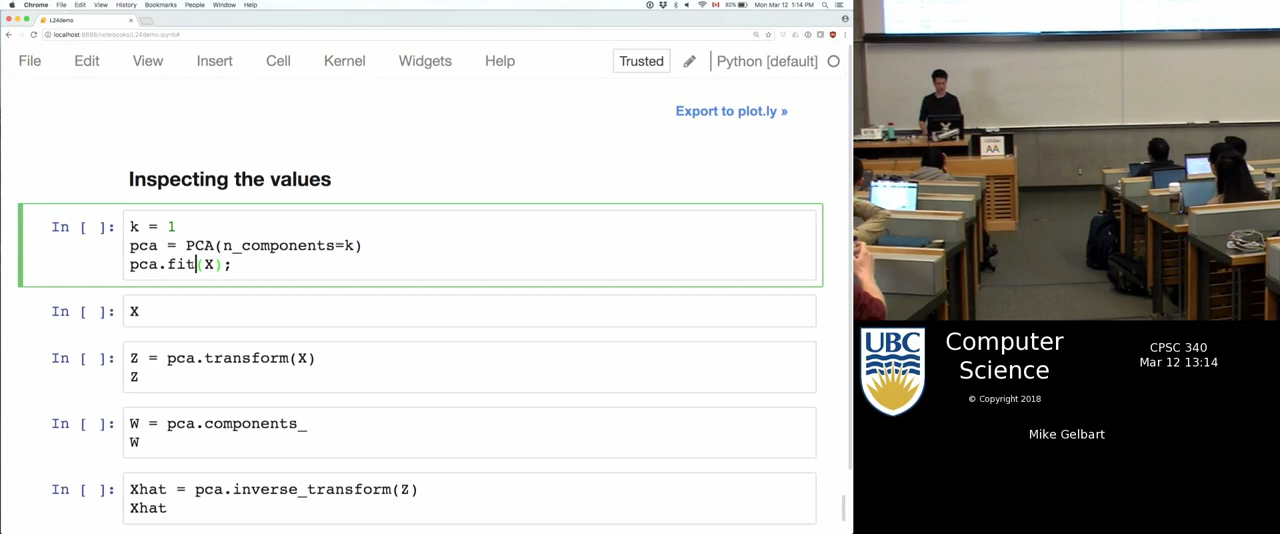 Chrome File Edit View History Bookmarks People Window Help
82% Mon Mar 12 1:14 PM
L24demo
localhost:8888/notebooks/L24demo.ipynb#
File Edit View Insert Cell Kernel Widgets Help Trusted Python [default]
Export to plot.ly »
Inspecting the values
In [ ]: k = 1
pca = PCA(n_components=k)
pca.fit(X);
In [ ]: X
In [ ]: Z = pca.transform(X)
Z
In [ ]: W = pca.components_
W
In [ ]: Xhat = pca.inverse_transform(Z)
Xhat
AA
UBC
Computer
Science
© Copyright 2018
CPSC 340
Mar 12 13:14
Mike Gelbart